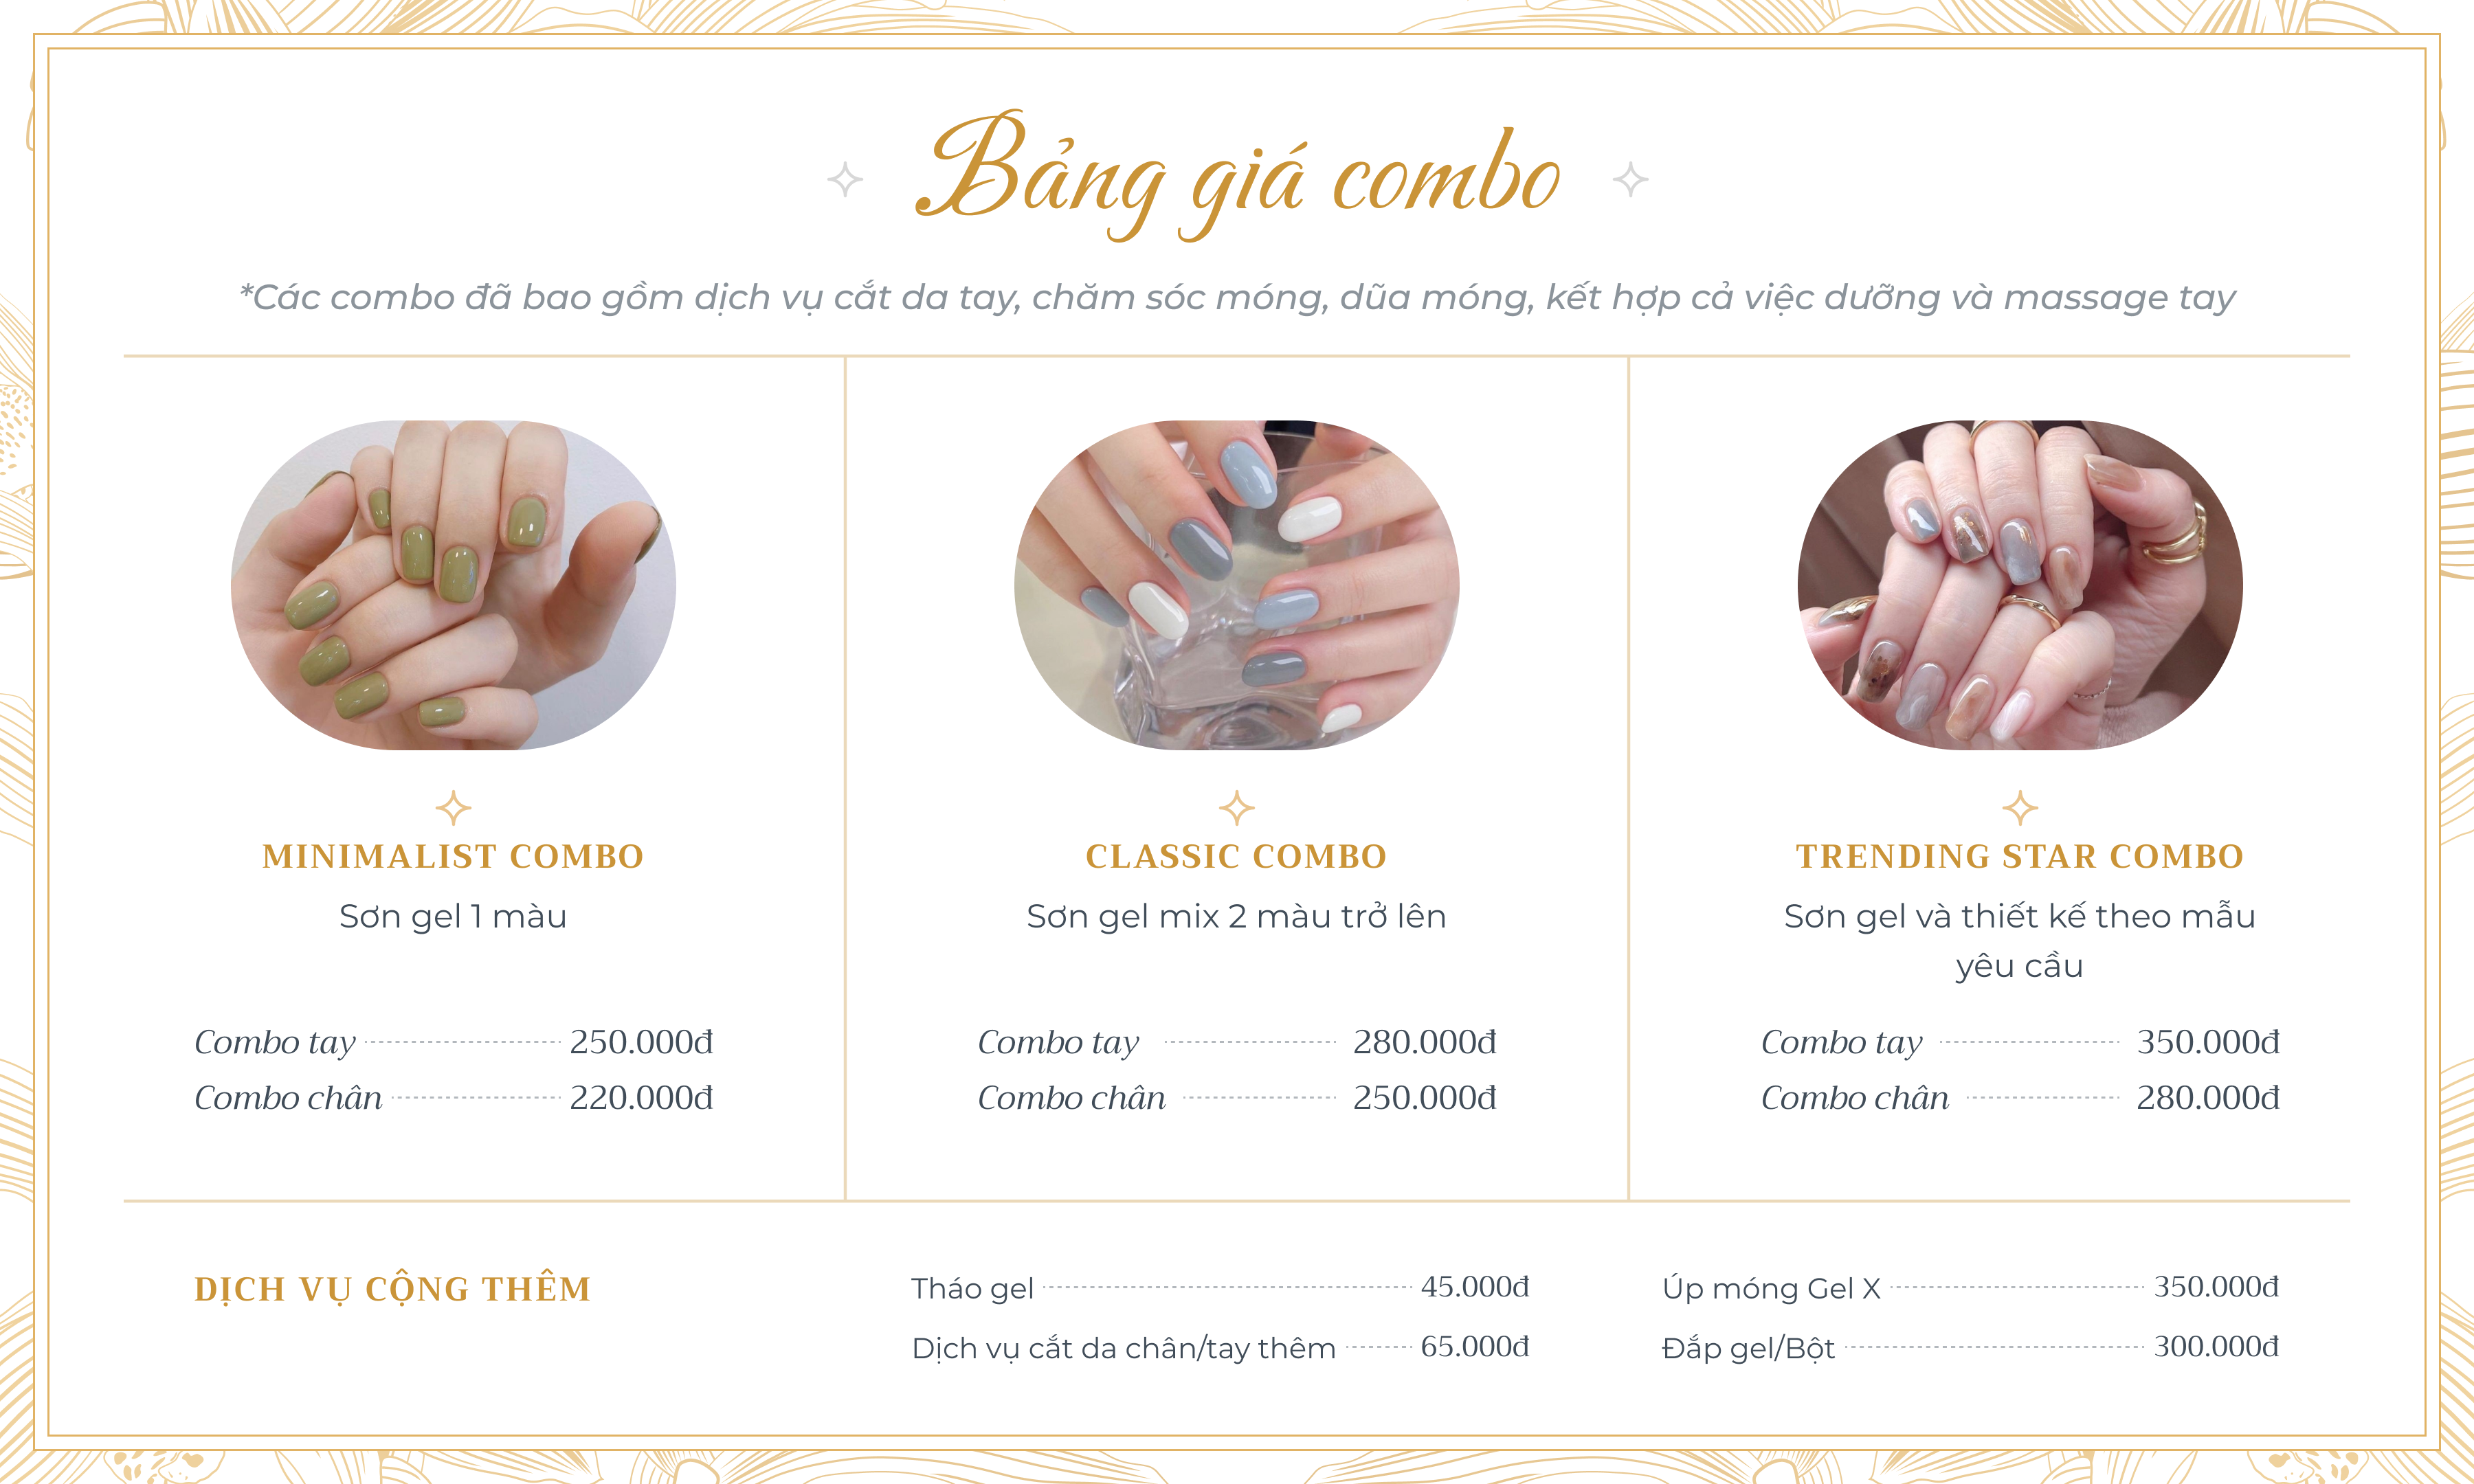 Bảng giá combo
*Các combo đã bao gồm dịch vụ cắt da tay, chăm sóc móng, dũa móng, kết hợp cả việc dưỡng và massage tay
MINIMALIST COMBO
Sơn gel 1 màu
Combo tay 250.000đ
Combo chân 220.000đ
CLASSIC COMBO
Sơn gel mix 2 màu trở lên
Combo tay 280.000đ
Combo chân 250.000đ
TRENDING STAR COMBO
Sơn gel và thiết kế theo mẫu
yêu cầu
Combo tay 350.000đ
Combo chân 280.000đ
DỊCH VỤ CỘNG THÊM
Tháo gel 45.000đ
Dịch vụ cắt da chân/tay thêm 65.000đ
Úp móng Gel X 350.000đ
Đắp gel/Bột 300.000đ